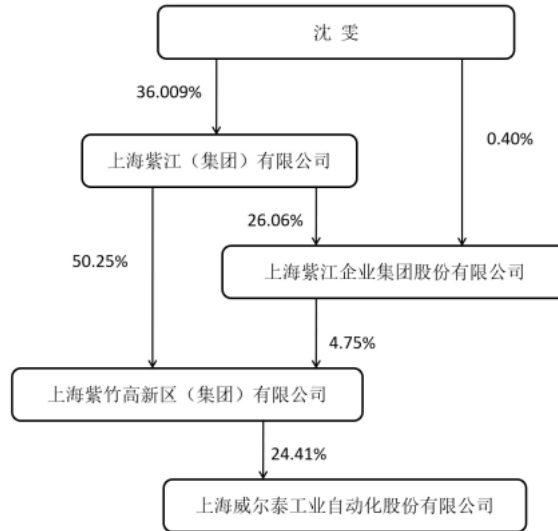 沈 雯
36.009%
0.40%
上海紫江（集团）有限公司
26.06%
50.25%
上海紫江企业集团股份有限公司
4.75%
上海紫竹高新区（集团）有限公司
24.41%
上海威尔泰工业自动化股份有限公司